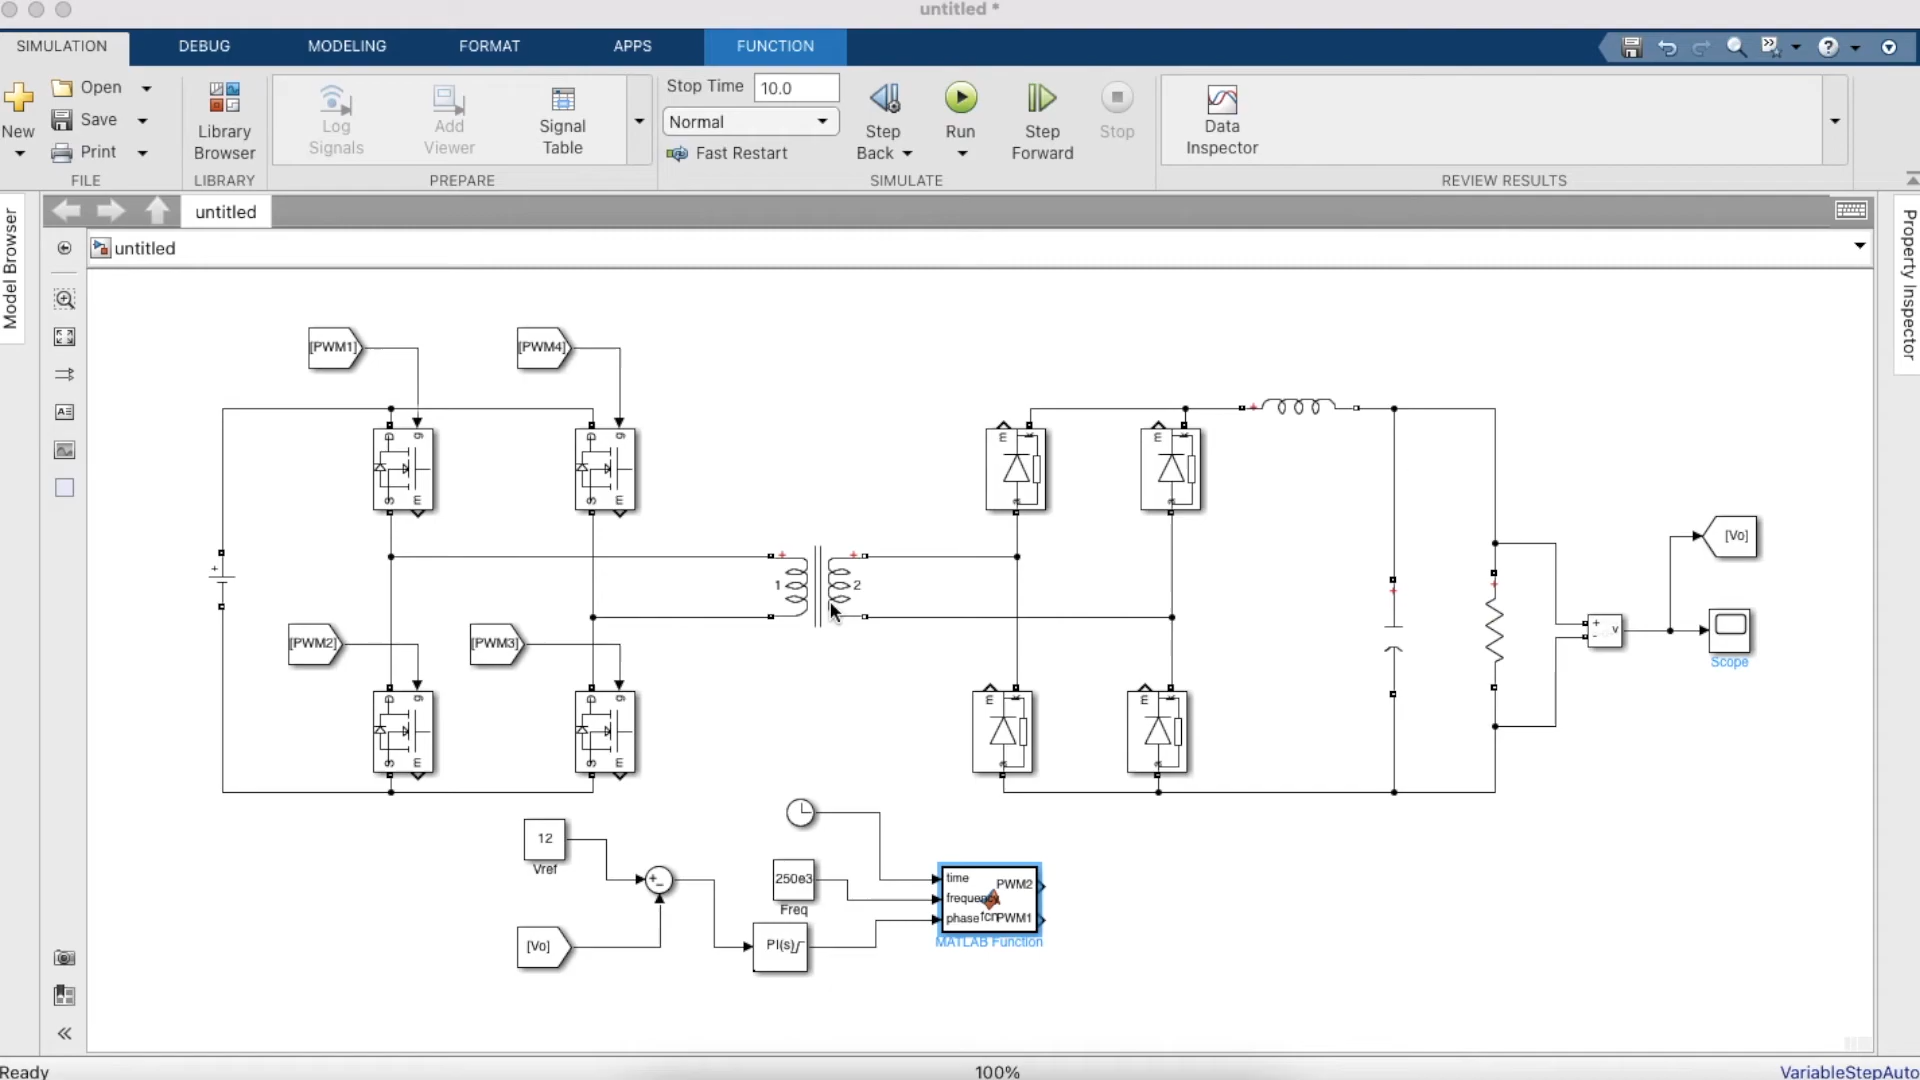 untitled *
SIMULATION DEBUG MODELING FORMAT APPS FUNCTION
New
Open
Save
Print
FILE
Library Browser
LIBRARY
Log Signals
Add Viewer
Signal Table
PREPARE
Stop Time 10.0
Normal
Fast Restart
Step Back
Run
Step Forward
Stop
SIMULATE
Data Inspector
REVIEW RESULTS
Model Browser
untitled
untitled
Property Inspector
[PWM1]
[PWM4]
D g
S m
D g
S m
m k
a
m k
a
+
+
+
1 2
[PWM2]
[PWM3]
D g
S m
D g
S m
m k
a
m k
a
+
+
+
+ v
-
[Vo]
Scope
12
Vref
+-
[Vo]
250e3
Freq
PI(s)
time
frequency
phase
fcn
PWM2
PWM1
MATLAB Function
Ready
100%
VariableStepAuto